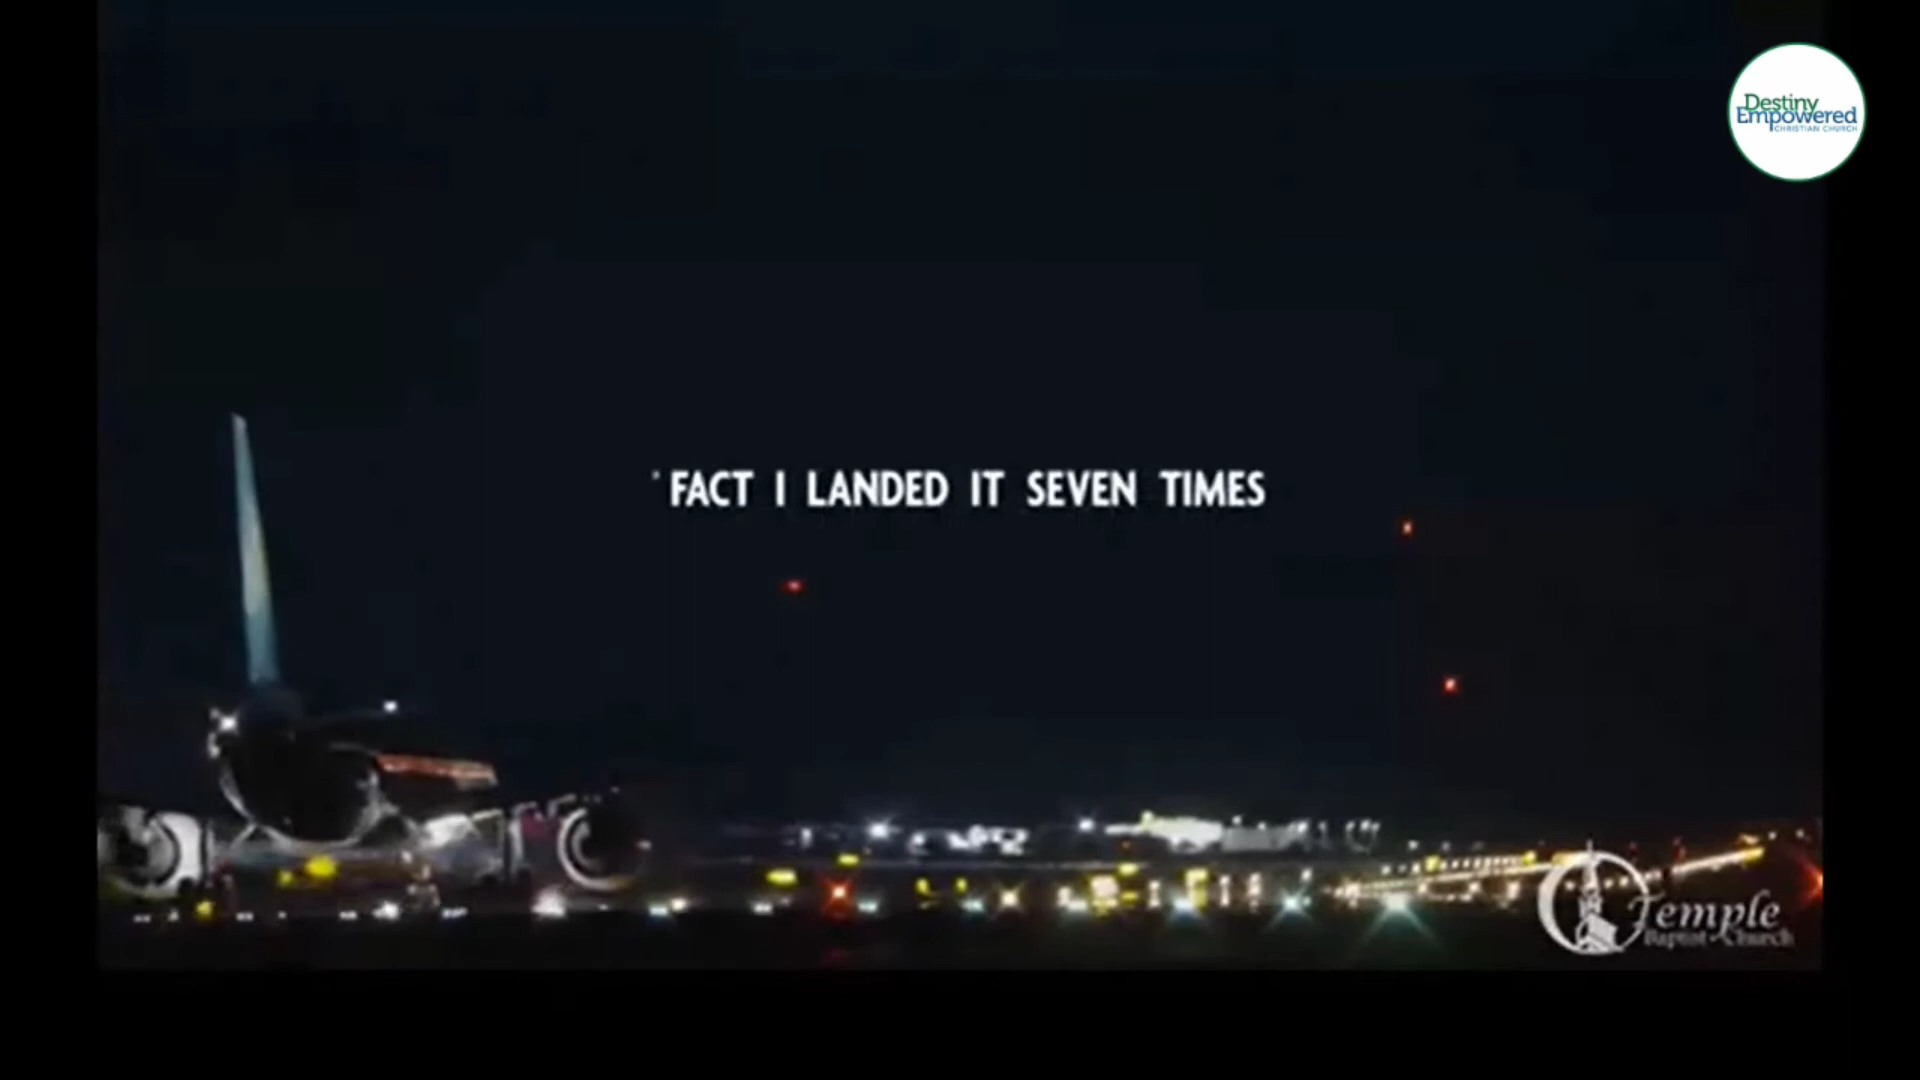 Destiny
Empowered
CHRISTIAN CHURCH
FACT I LANDED IT SEVEN TIMES
Temple
Baptist Church